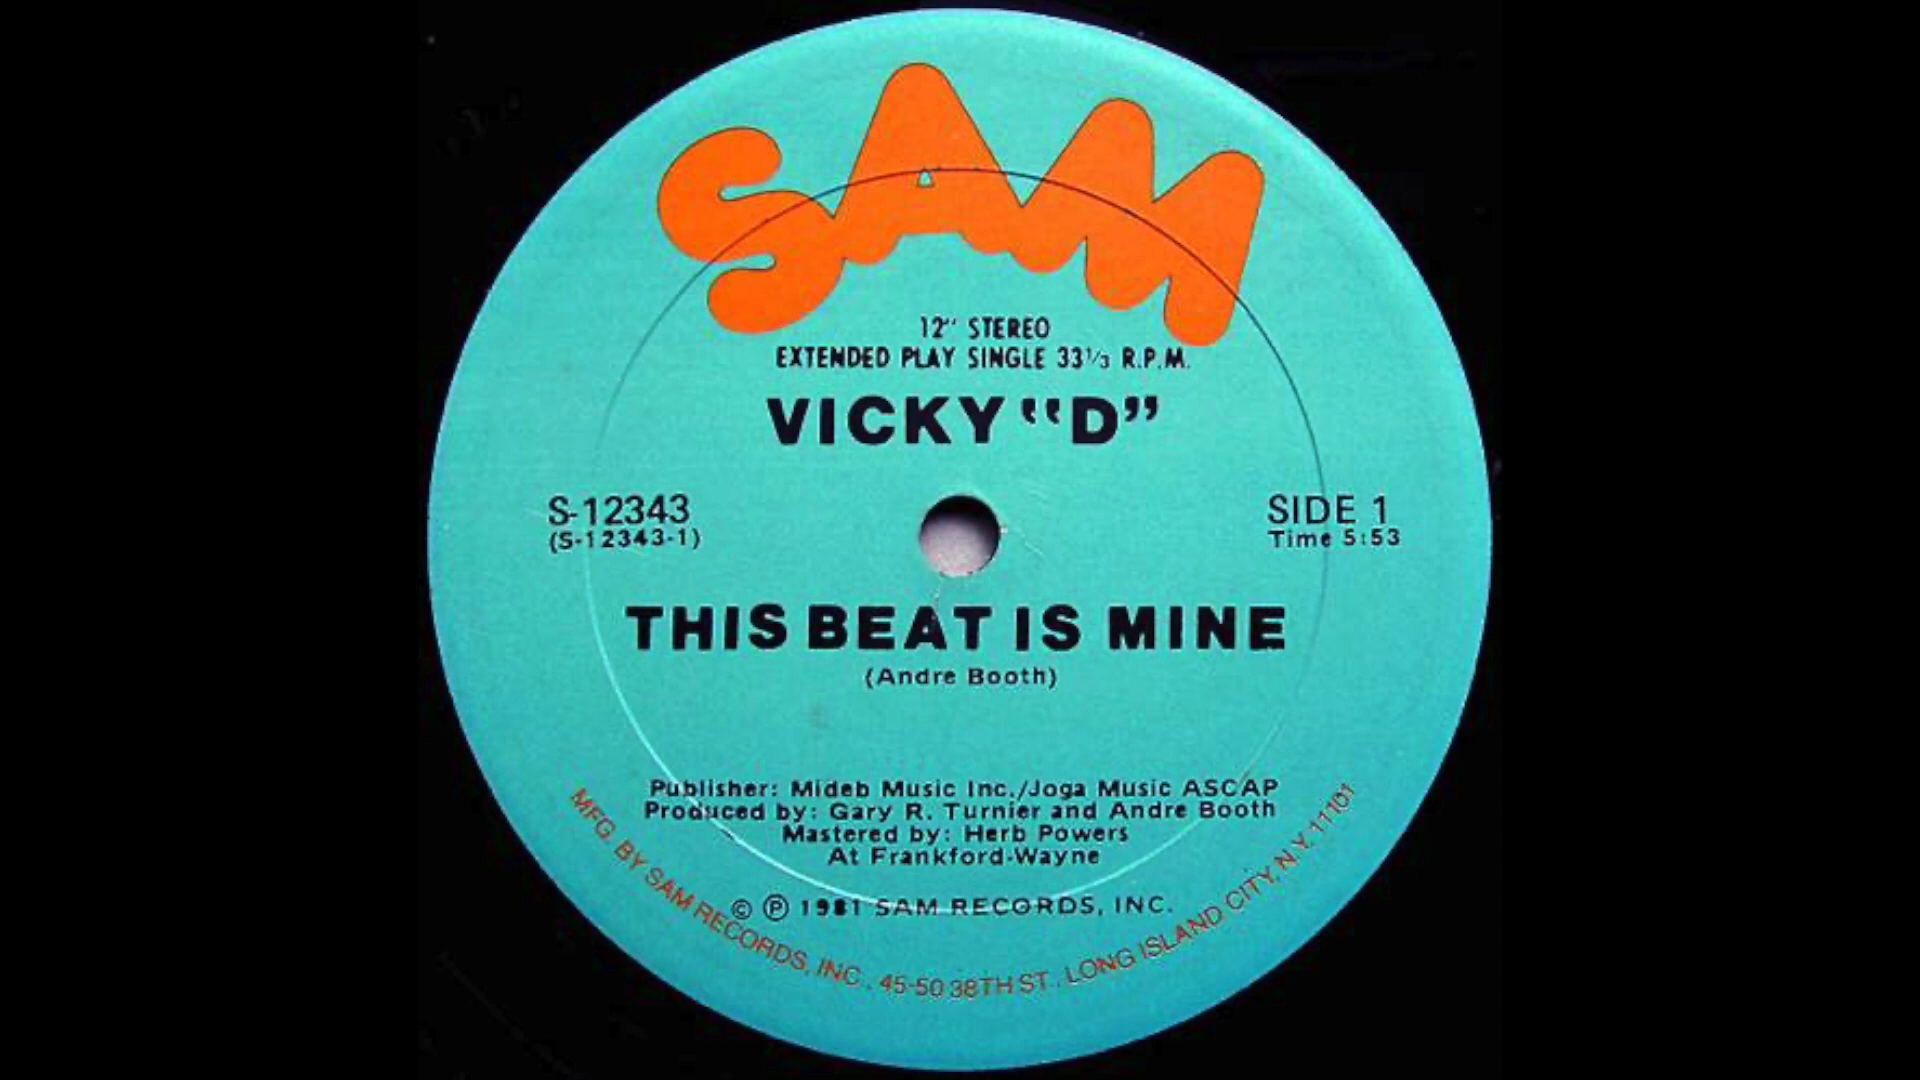 SAM
12" STEREO
EXTENDED PLAY SINGLE 33 1/3 R.P.M.
VICKY "D"
S-12343
(S-12343-1)
SIDE 1
Time 5:53
THIS BEAT IS MINE
(Andre Booth)
Publisher: Mideb Music Inc./Joga Music ASCAP
Produced by: Gary R. Turnier and Andre Booth
Mastered by: Herb Powers
At Frankford-Wayne
© ℗ 1981 SAM RECORDS, INC.
MFG. BY SAM RECORDS, INC., 45-50 38TH ST., LONG ISLAND CITY, N.Y. 11101